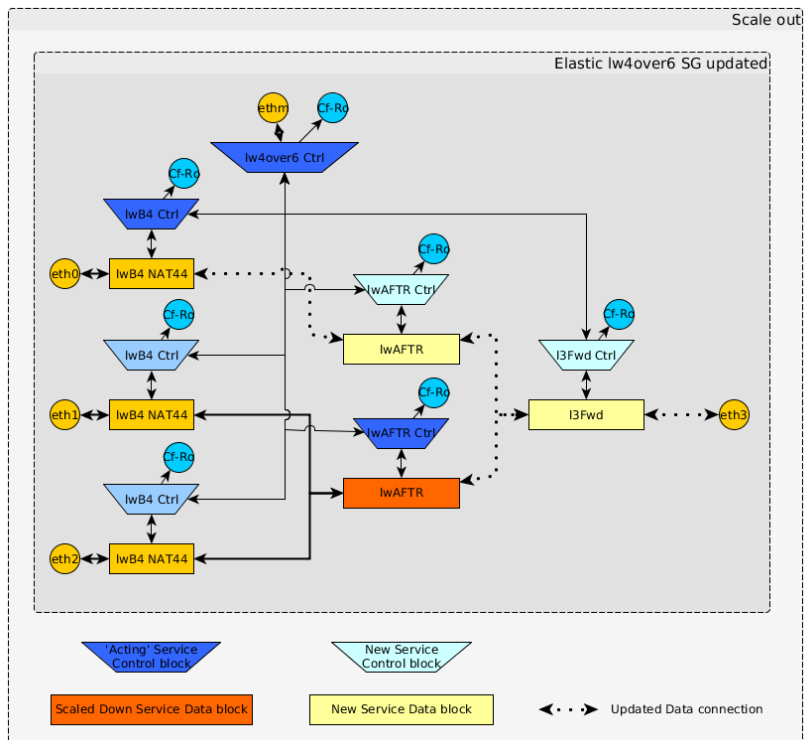 Scale out
Elastic lw4over6 SG updated
ethm
Cf-Ro
lw4over6 Ctrl
Cf-Ro
lwB4 Ctrl
Cf-Ro
eth0
lwB4 NAT44
lwAFTR Ctrl
Cf-Ro
Cf-Ro
lwB4 Ctrl
lwAFTR
l3Fwd Ctrl
Cf-Ro
eth1
lwB4 NAT44
l3Fwd
eth3
lwAFTR Ctrl
Cf-Ro
lwB4 Ctrl
lwAFTR
eth2
lwB4 NAT44
'Acting' Service
Control block
New Service
Control block
Scaled Down Service Data block
New Service Data block
Updated Data connection